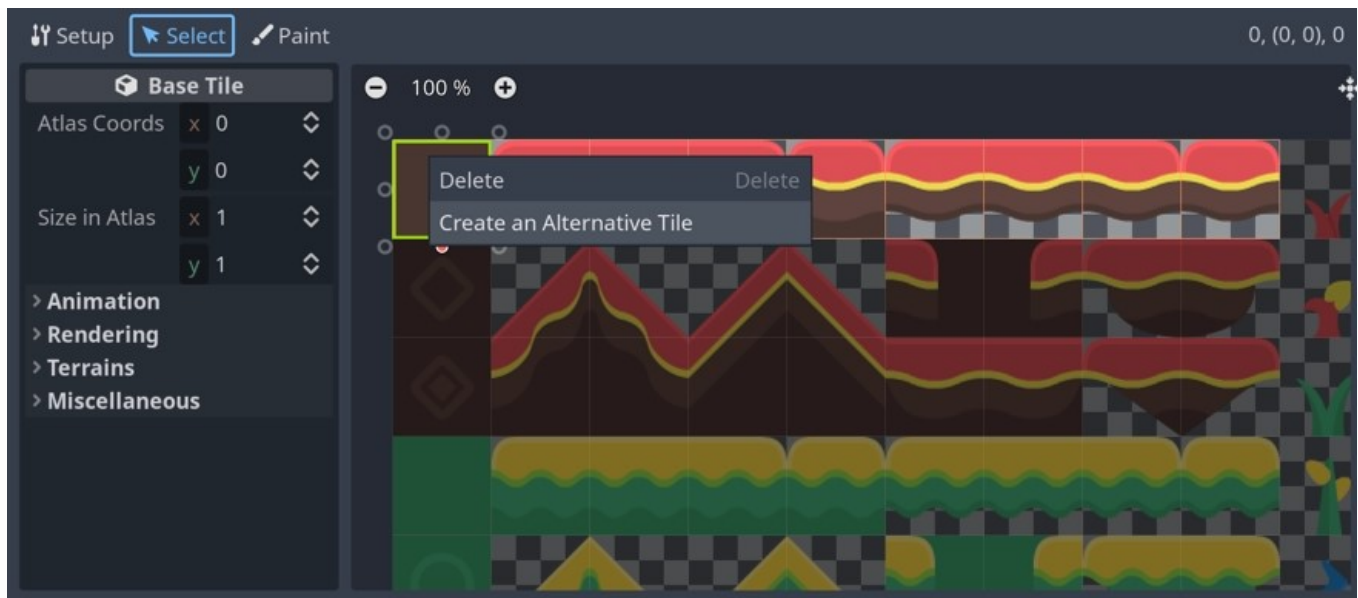 Setup Select Paint 0, (0, 0), 0
Base Tile
100 %
Atlas Coords x 0
y 0
Size in Atlas x 1
y 1
Animation
Rendering
Terrains
Miscellaneous
Delete Delete
Create an Alternative Tile